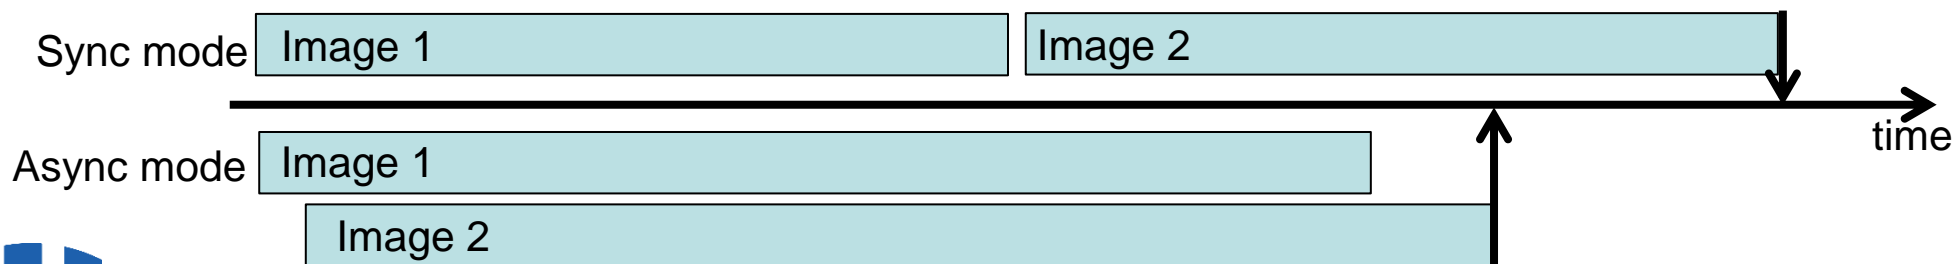 Sync mode Image 1 Image 2
time
Async mode Image 1
Image 2